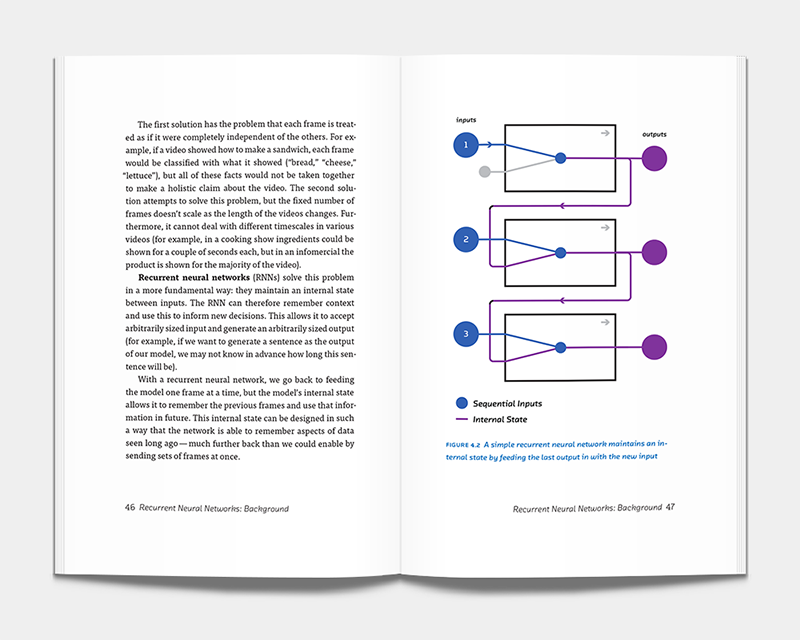 The first solution has the problem that each frame is treat-
ed as if it were completely independent of the others. For ex-
ample, if a video showed how to make a sandwich, each frame
would be classified with what it showed (“bread,” “cheese,”
“lettuce”), but all of these facts would not be taken together
to make a holistic claim about the video. The second solu-
tion attempts to solve this problem, but the fixed number of
frames doesn’t scale as the length of the videos changes. Fur-
thermore, it cannot deal with different timescales in various
videos (for example, in a cooking show ingredients could be
shown for a couple of seconds each, but in an infomercial the
product is shown for the majority of the video).
Recurrent neural networks (RNNs) solve this problem
in a more fundamental way: they maintain an internal state
between inputs. The RNN can therefore remember context
and use this to inform new decisions. This allows it to accept
arbitrarily sized input and generate an arbitrarily sized output
(for example, if we want to generate a sentence as the output
of our model, we may not know in advance how long this sen-
tence will be).
With a recurrent neural network, we go back to feeding
the model one frame at a time, but the model’s internal state
allows it to remember the previous frames and use that infor-
mation in future. This internal state can be designed in such
a way that the network is able to remember aspects of data
seen long ago — much further back than we could enable by
sending sets of frames at once.
46 Recurrent Neural Networks: Background
inputs
outputs
1
2
3
Sequential Inputs
Internal State
FIGURE 4.2 A simple recurrent neural network maintains an in-
ternal state by feeding the last output in with the new input
Recurrent Neural Networks: Background 47